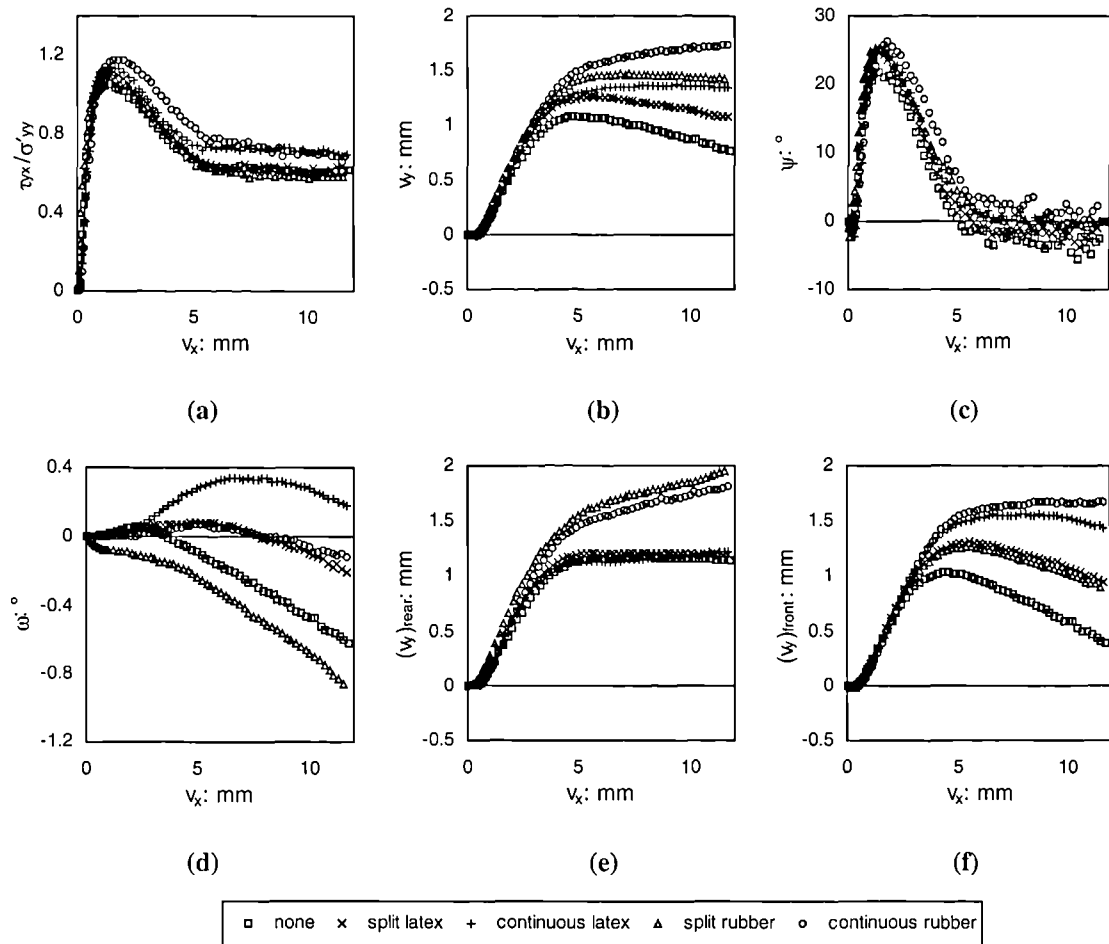 τyx/σ'yy
1.2
0.8
0.4
0
0 5 10
vx: mm
(a)
vy: mm
2
1.5
1
0.5
0
-0.5
0 5 10
vx: mm
(b)
ψ: °
30
20
10
0
-10
0 5 10
vx: mm
(c)
ω: °
0.4
0
-0.4
-0.8
-1.2
0 5 10
vx: mm
(d)
(vy)rear: mm
2
1.5
1
0.5
0
-0.5
0 5 10
vx: mm
(e)
(vy)front: mm
2
1.5
1
0.5
0
-0.5
0 5 10
vx: mm
(f)
none split latex continuous latex split rubber continuous rubber